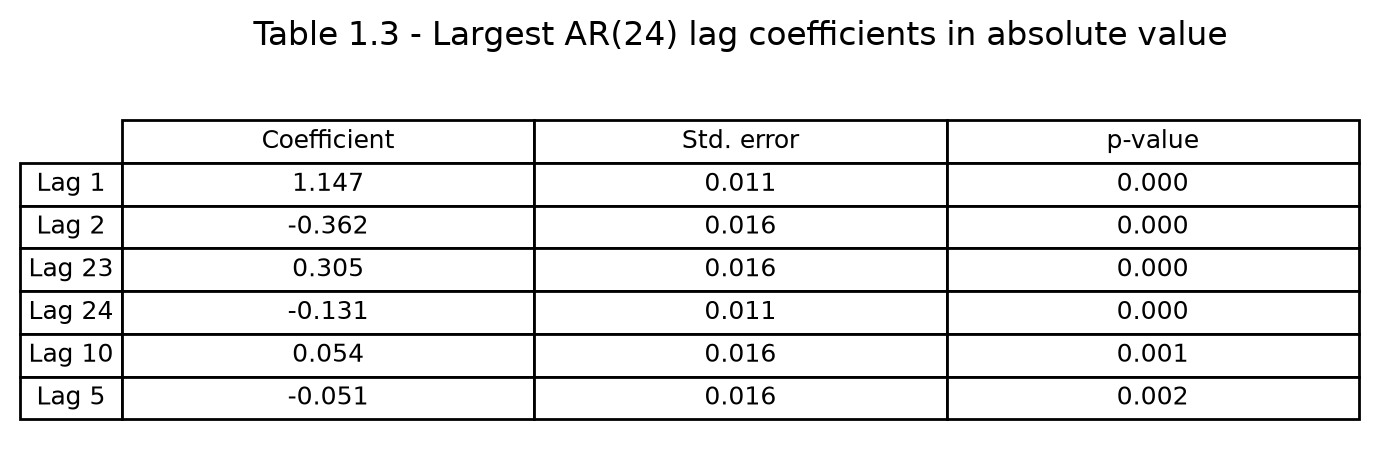 Table 1.3 - Largest AR(24) lag coefficients in absolute value
Coefficient Std. error p-value
Lag 1 1.147 0.011 0.000
Lag 2 -0.362 0.016 0.000
Lag 23 0.305 0.016 0.000
Lag 24 -0.131 0.011 0.000
Lag 10 0.054 0.016 0.001
Lag 5 -0.051 0.016 0.002